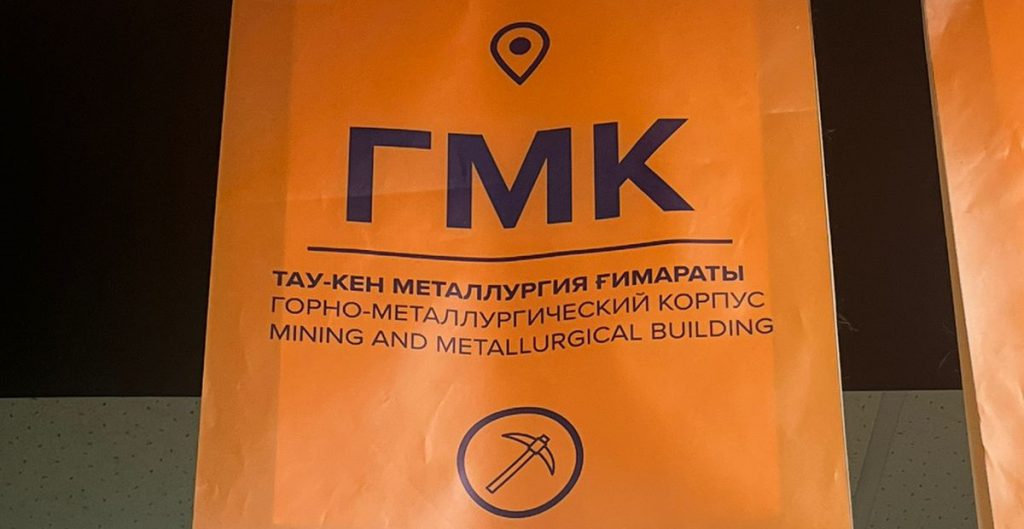 ГМК
ТАУ-КЕН МЕТАЛЛУРГИЯ ҒИМАРАТЫ
ГОРНО-МЕТАЛЛУРГИЧЕСКИЙ КОРПУС
MINING AND METALLURGICAL BUILDING